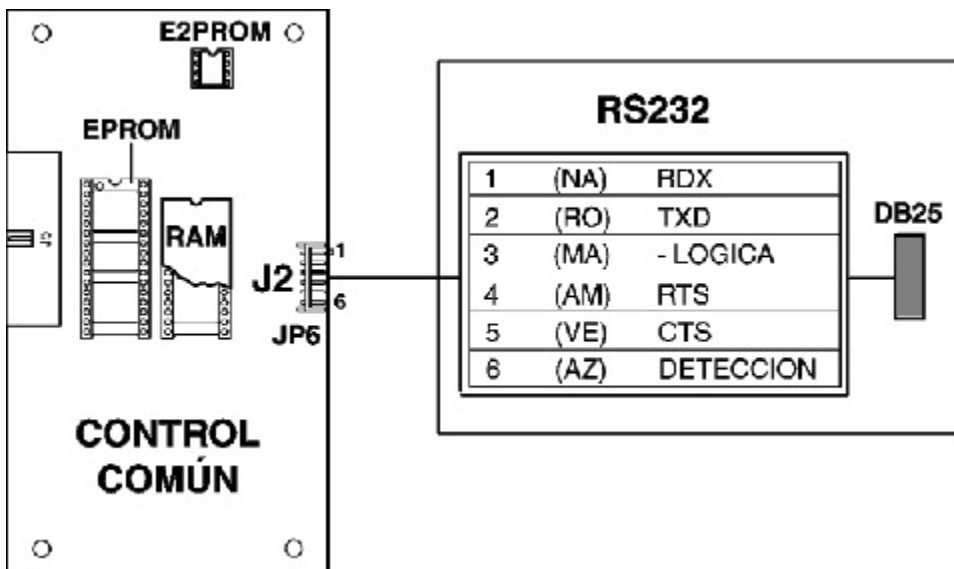 E2PROM
EPROM
RAM
J2
1
6
JP6
CONTROL
COMÚN
RS232
1 (NA) RDX
2 (RO) TXD
3 (MA) - LOGICA
4 (AM) RTS
5 (VE) CTS
6 (AZ) DETECCION
DB25